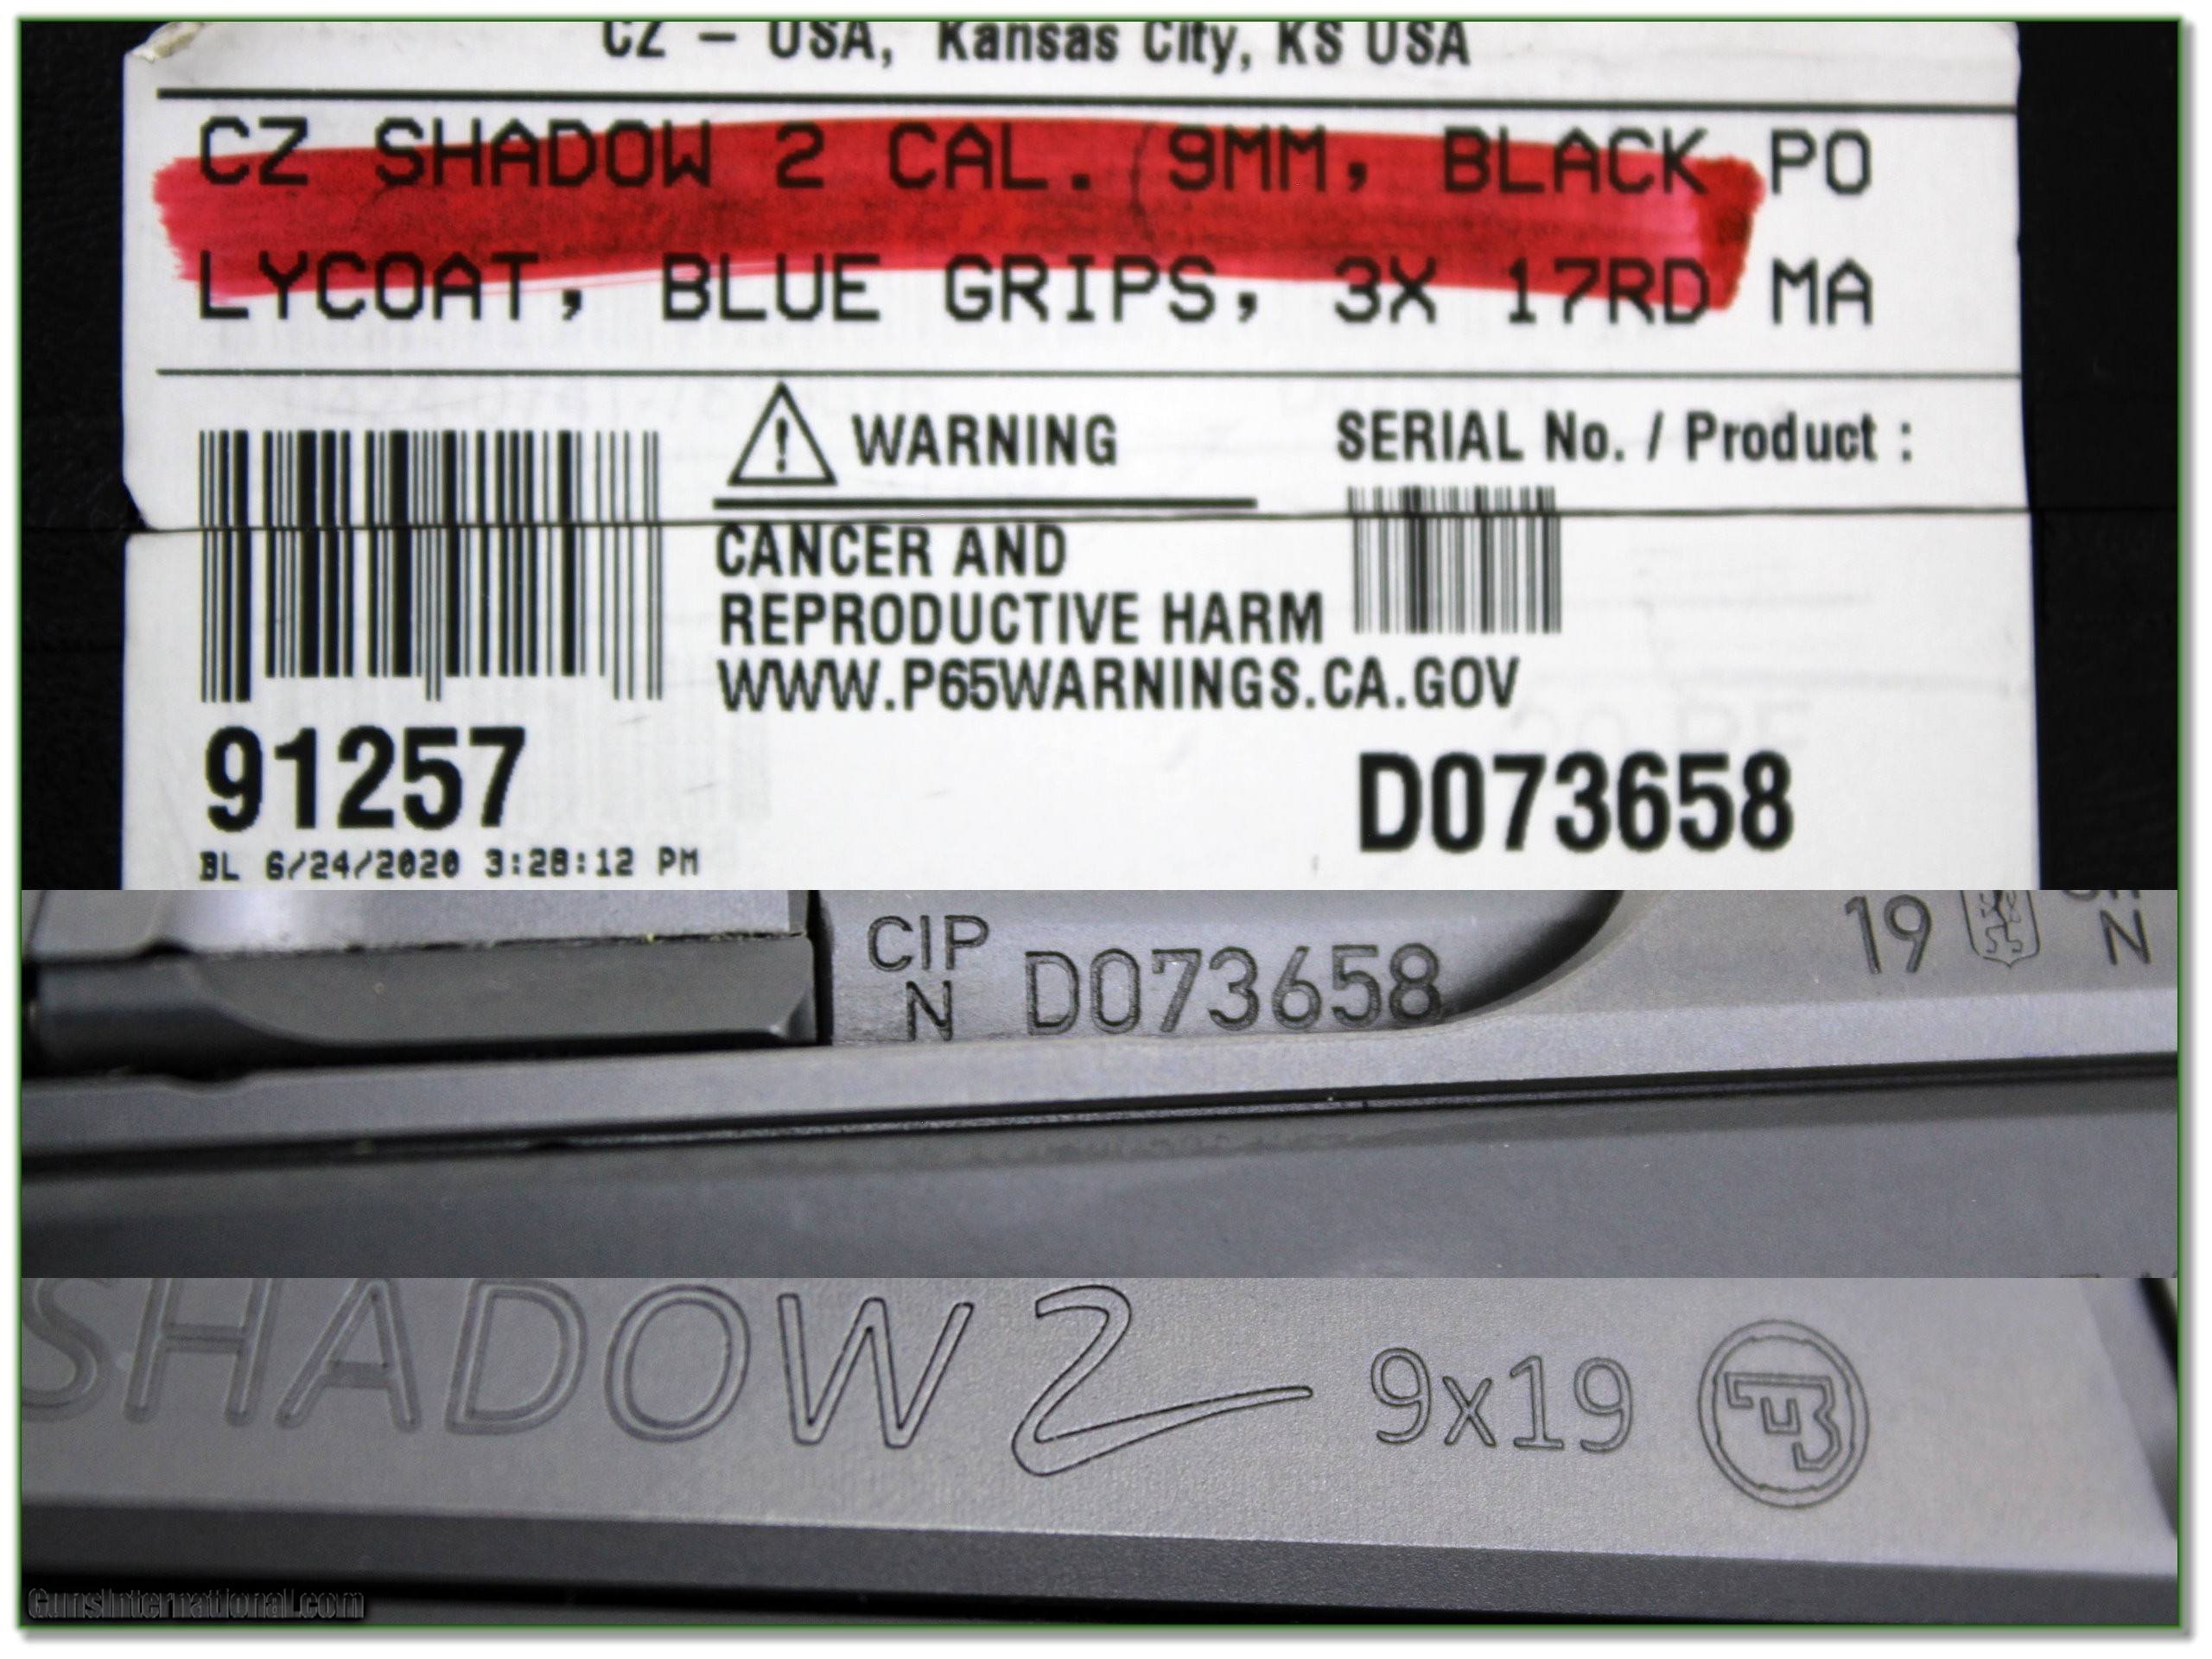 CZ – USA, Kansas City, KS USA
CZ SHADOW 2 CAL. 9MM, BLACK PO
LYCOAT, BLUE GRIPS, 3X 17RD MA
WARNING
SERIAL No. / Product :
CANCER AND
REPRODUCTIVE HARM
WWW.P65WARNINGS.CA.GOV
91257
D073658
BL 6/24/2020 3:28:12 PM
CIP
N
D073658
19
N
SHADOW 2 9x19
GunsInternational.com